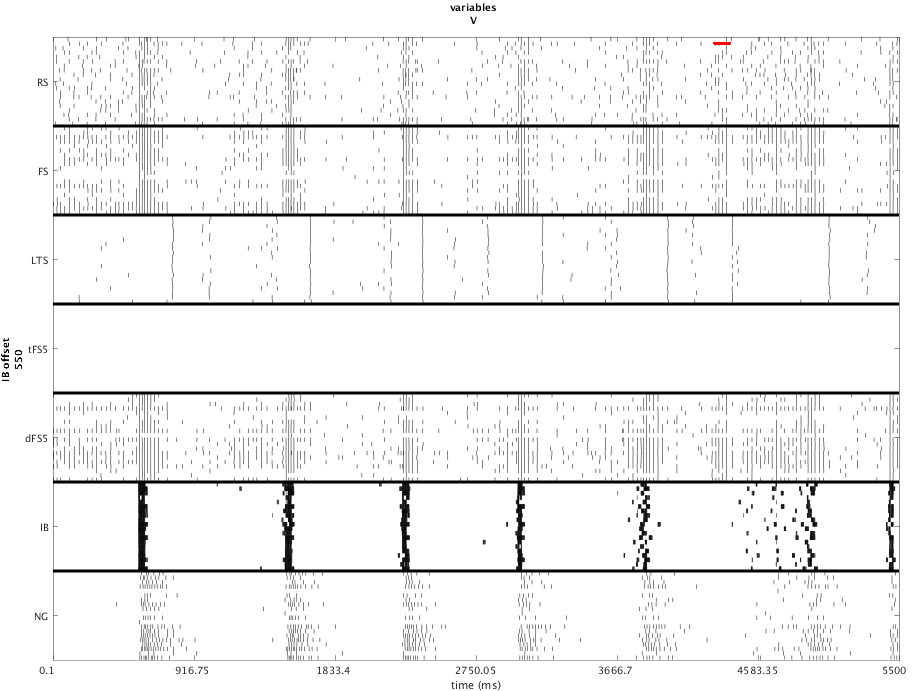 variables
V
RS
FS
LTS
tFS5
dFS5
IB
NG
IB offset
550
0.1
916.75
1833.4
2750.05
3666.7
4583.35
5500
time (ms)